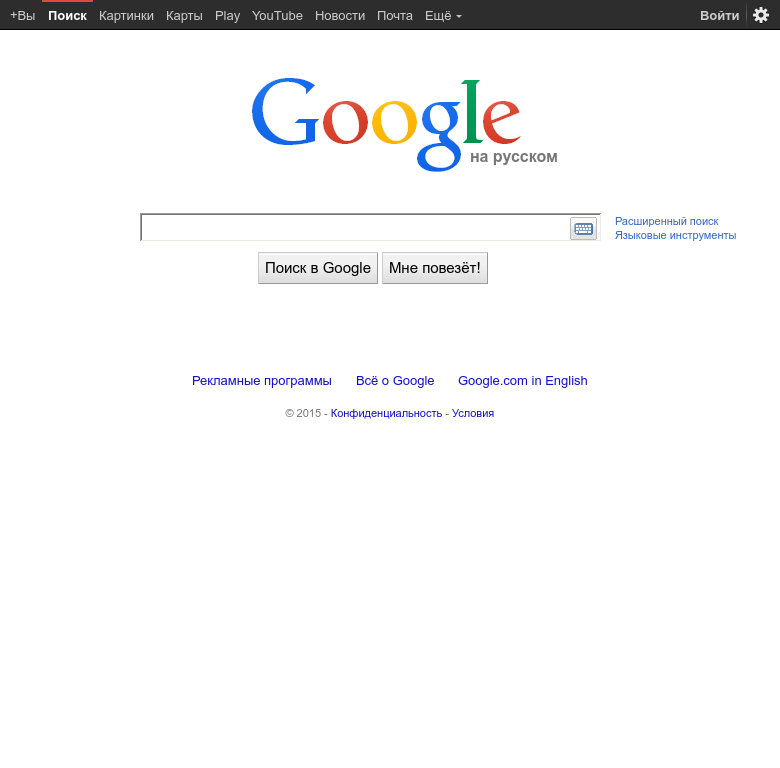 +Вы Поиск Картинки Карты Play YouTube Новости Почта Ещё Войти
Google
на русском
Расширенный поиск
Языковые инструменты
Поиск в Google Мне повезёт!
Рекламные программы Всё о Google Google.com in English
© 2015 - Конфиденциальность - Условия